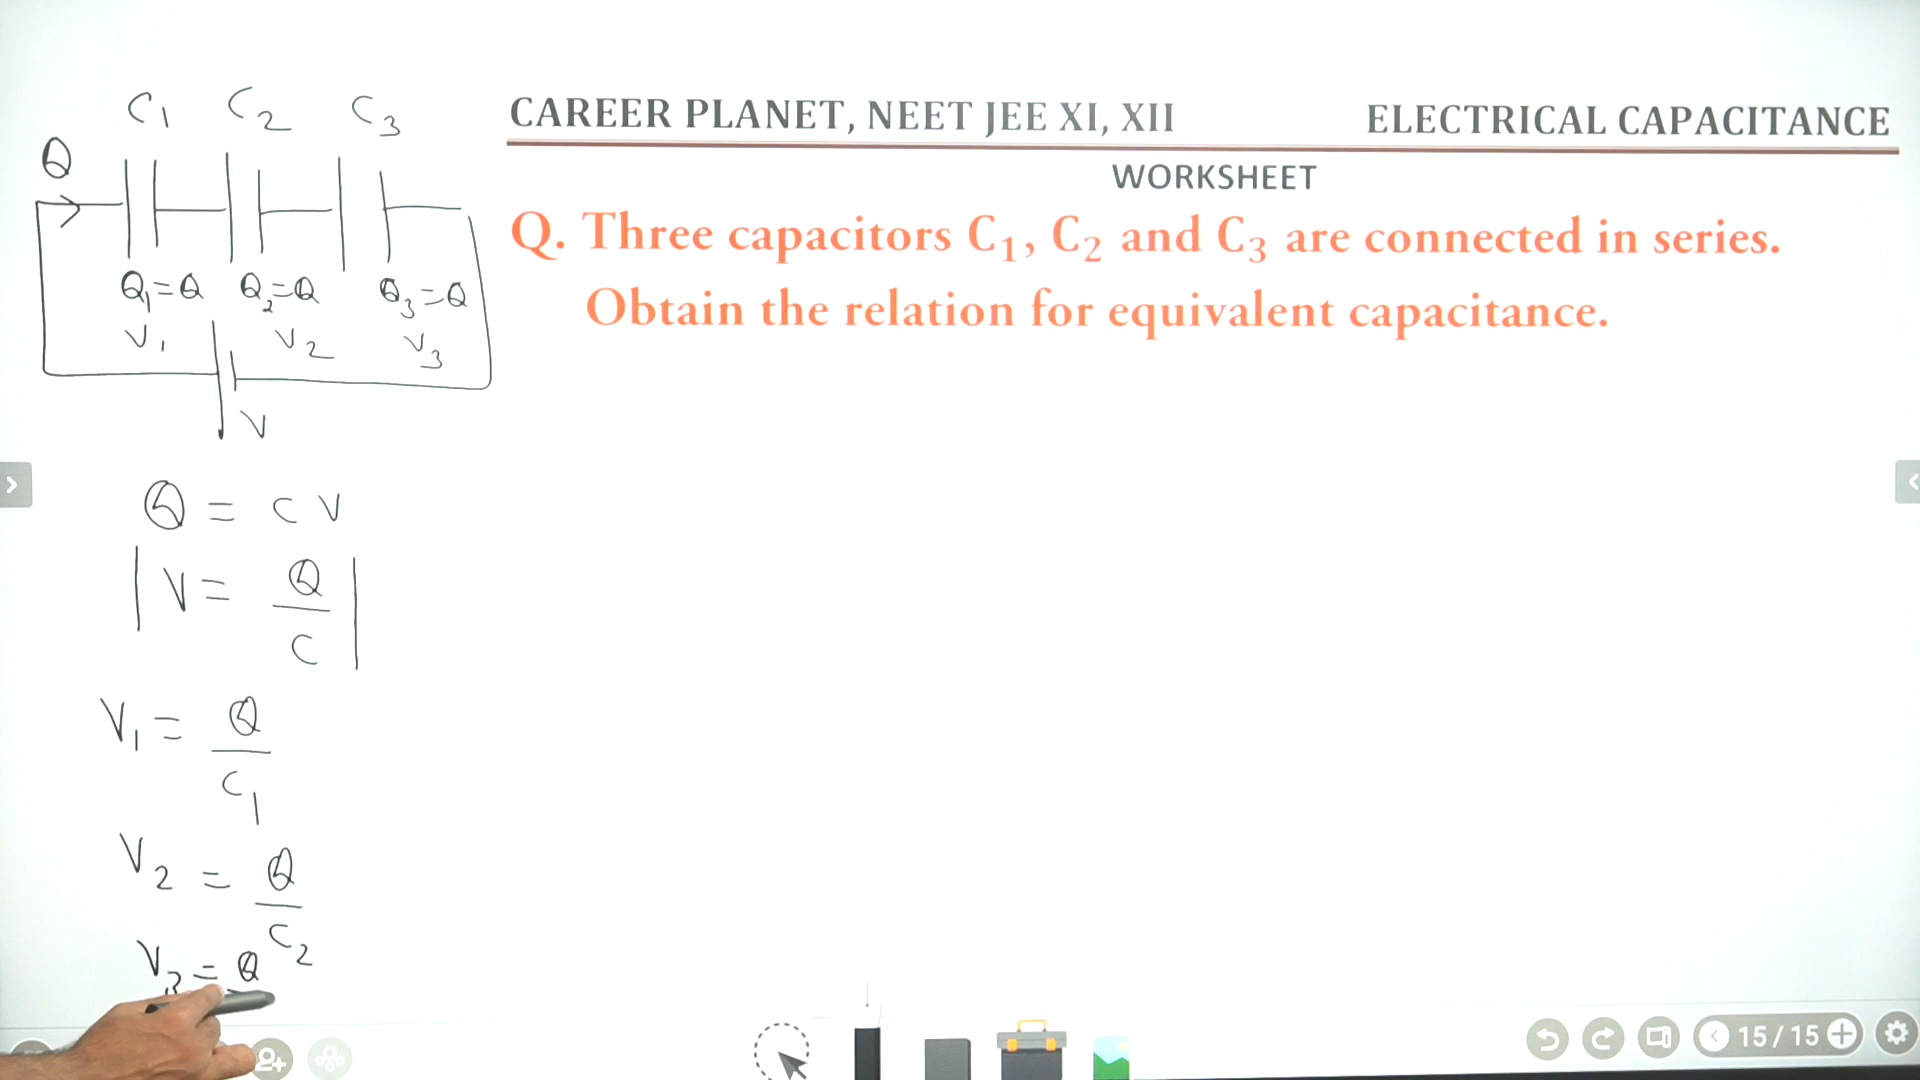 CAREER PLANET, NEET JEE XI, XII ELECTRICAL CAPACITANCE
WORKSHEET
Q. Three capacitors C₁, C₂ and C₃ are connected in series.
Obtain the relation for equivalent capacitance.
C₁ C₂ C₃
Q
Q₁=Q Q₂=Q Q₃=Q
V₁ V₂ V₃
V
Q = CV
V = Q/C
V₁ = Q/C₁
V₂ = Q/C₂
V₃ = Q
15/15